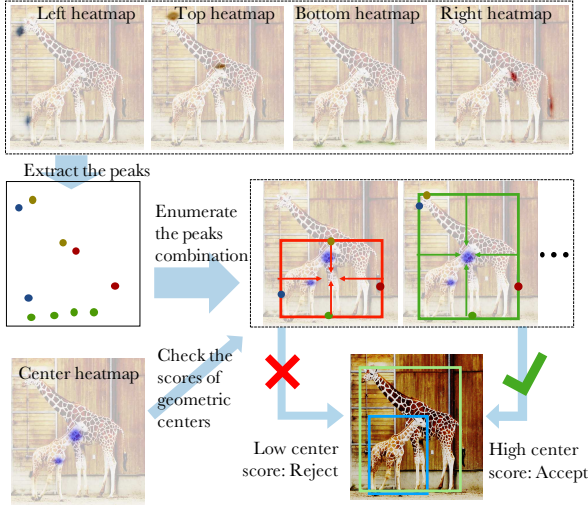 Left heatmap
Top heatmap
Bottom heatmap
Right heatmap
Extract the peaks
Enumerate
the peaks
combination
Center heatmap
Check the
scores of
geometric
centers
Low center
score: Reject
High center
score: Accept